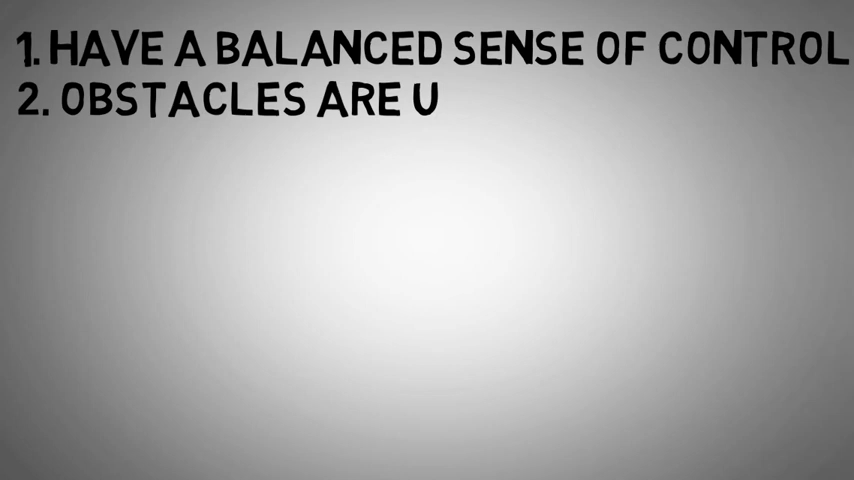 1. HAVE A BALANCED SENSE OF CONTROL
2. OBSTACLES ARE U